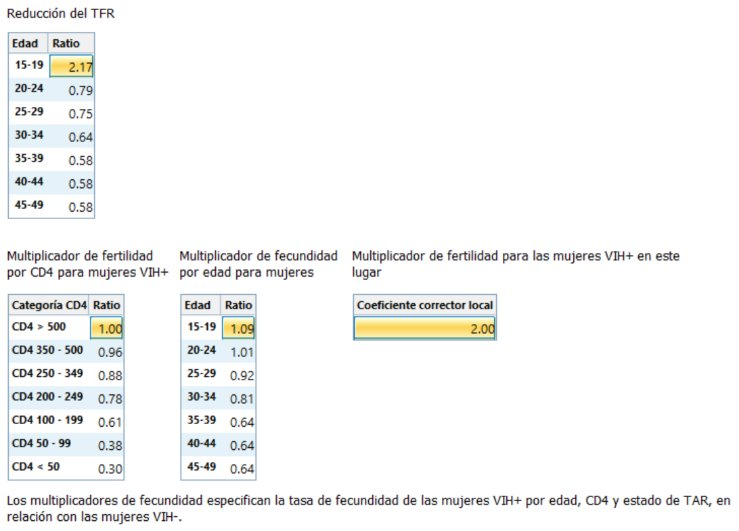 Reducción del TFR
Edad Ratio
15-19 2.17
20-24 0.79
25-29 0.75
30-34 0.64
35-39 0.58
40-44 0.58
45-49 0.58
Multiplicador de fertilidad
por CD4 para mujeres VIH+
Categoría CD4 Ratio
CD4 > 500 1.00
CD4 350 - 500 0.96
CD4 250 - 349 0.88
CD4 200 - 249 0.78
CD4 100 - 199 0.61
CD4 50 - 99 0.38
CD4 < 50 0.30
Multiplicador de fecundidad
por edad para mujeres
Edad Ratio
15-19 1.09
20-24 1.01
25-29 0.92
30-34 0.81
35-39 0.64
40-44 0.64
45-49 0.64
Multiplicador de fertilidad para las mujeres VIH+ en este
lugar
Coeficiente corrector local
2.00
Los multiplicadores de fecundidad especifican la tasa de fecundidad de las mujeres VIH+ por edad, CD4 y estado de TAR, en
relación con las mujeres VIH-.